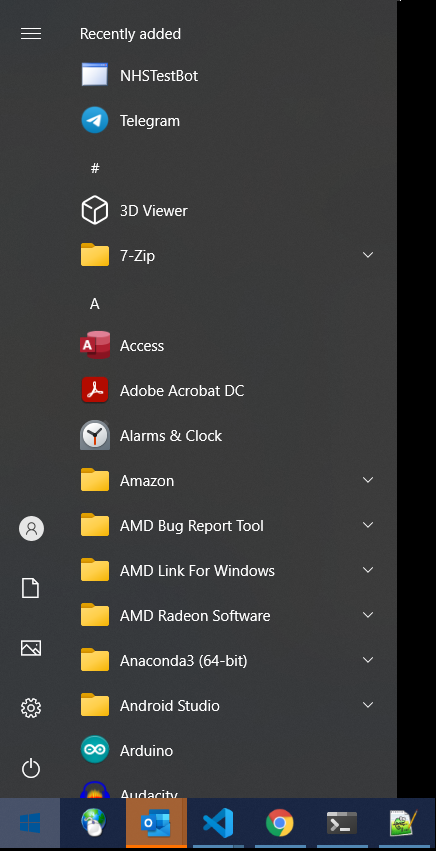 Recently added
NHSTestBot
Telegram
#
3D Viewer
7-Zip
A
Access
Adobe Acrobat DC
Alarms & Clock
Amazon
AMD Bug Report Tool
AMD Link For Windows
AMD Radeon Software
Anaconda3 (64-bit)
Android Studio
Arduino
Audacity